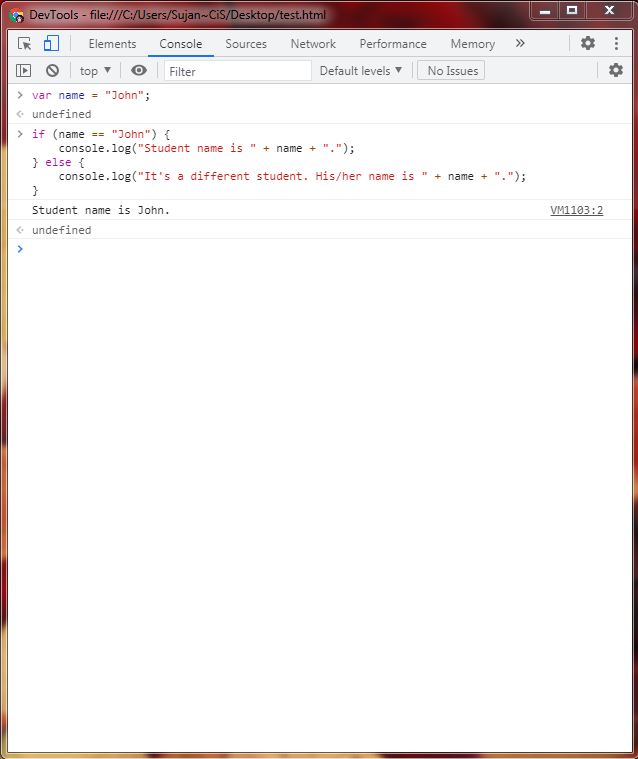 DevTools - file:///C:/Users/Sujan~CiS/Desktop/test.html
Elements Console Sources Network Performance Memory »
top ▼ Filter Default levels ▼ No Issues
> var name = "John";
undefined
> if (name == "John") {
    console.log("Student name is " + name + ".");
} else {
    console.log("It's a different student. His/her name is " + name + ".");
}
Student name is John. VM1103:2
undefined
>